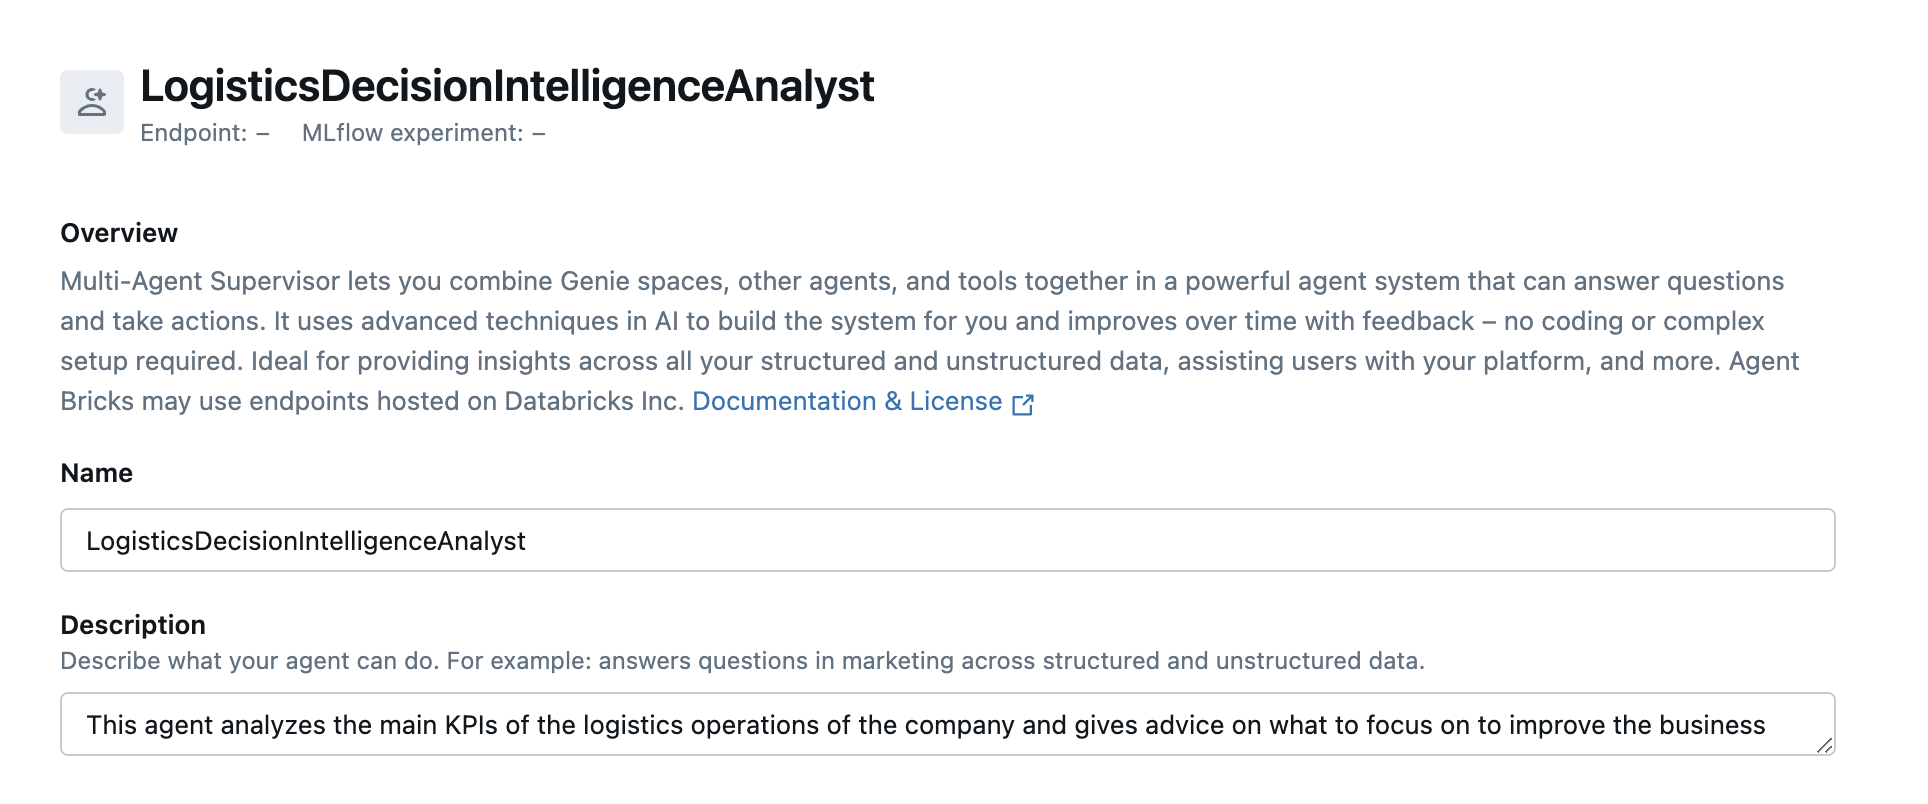 LogisticsDecisionIntelligenceAnalyst
Endpoint: – MLflow experiment: –
Overview
Multi-Agent Supervisor lets you combine Genie spaces, other agents, and tools together in a powerful agent system that can answer questions
and take actions. It uses advanced techniques in AI to build the system for you and improves over time with feedback – no coding or complex
setup required. Ideal for providing insights across all your structured and unstructured data, assisting users with your platform, and more. Agent
Bricks may use endpoints hosted on Databricks Inc. Documentation & License
Name
LogisticsDecisionIntelligenceAnalyst
Description
Describe what your agent can do. For example: answers questions in marketing across structured and unstructured data.
This agent analyzes the main KPIs of the logistics operations of the company and gives advice on what to focus on to improve the business